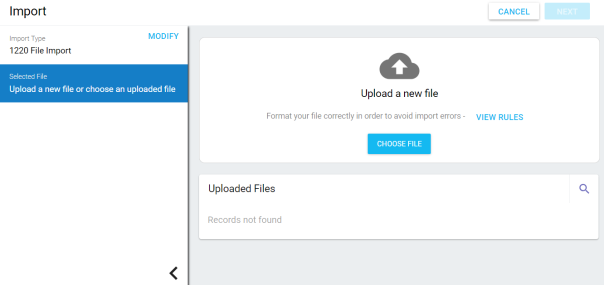 Import
CANCEL
NEXT
Import Type
MODIFY
1220 File Import
Selected File
Upload a new file or choose an uploaded file
Upload a new file
Format your file correctly in order to avoid import errors - VIEW RULES
CHOOSE FILE
Uploaded Files
Records not found